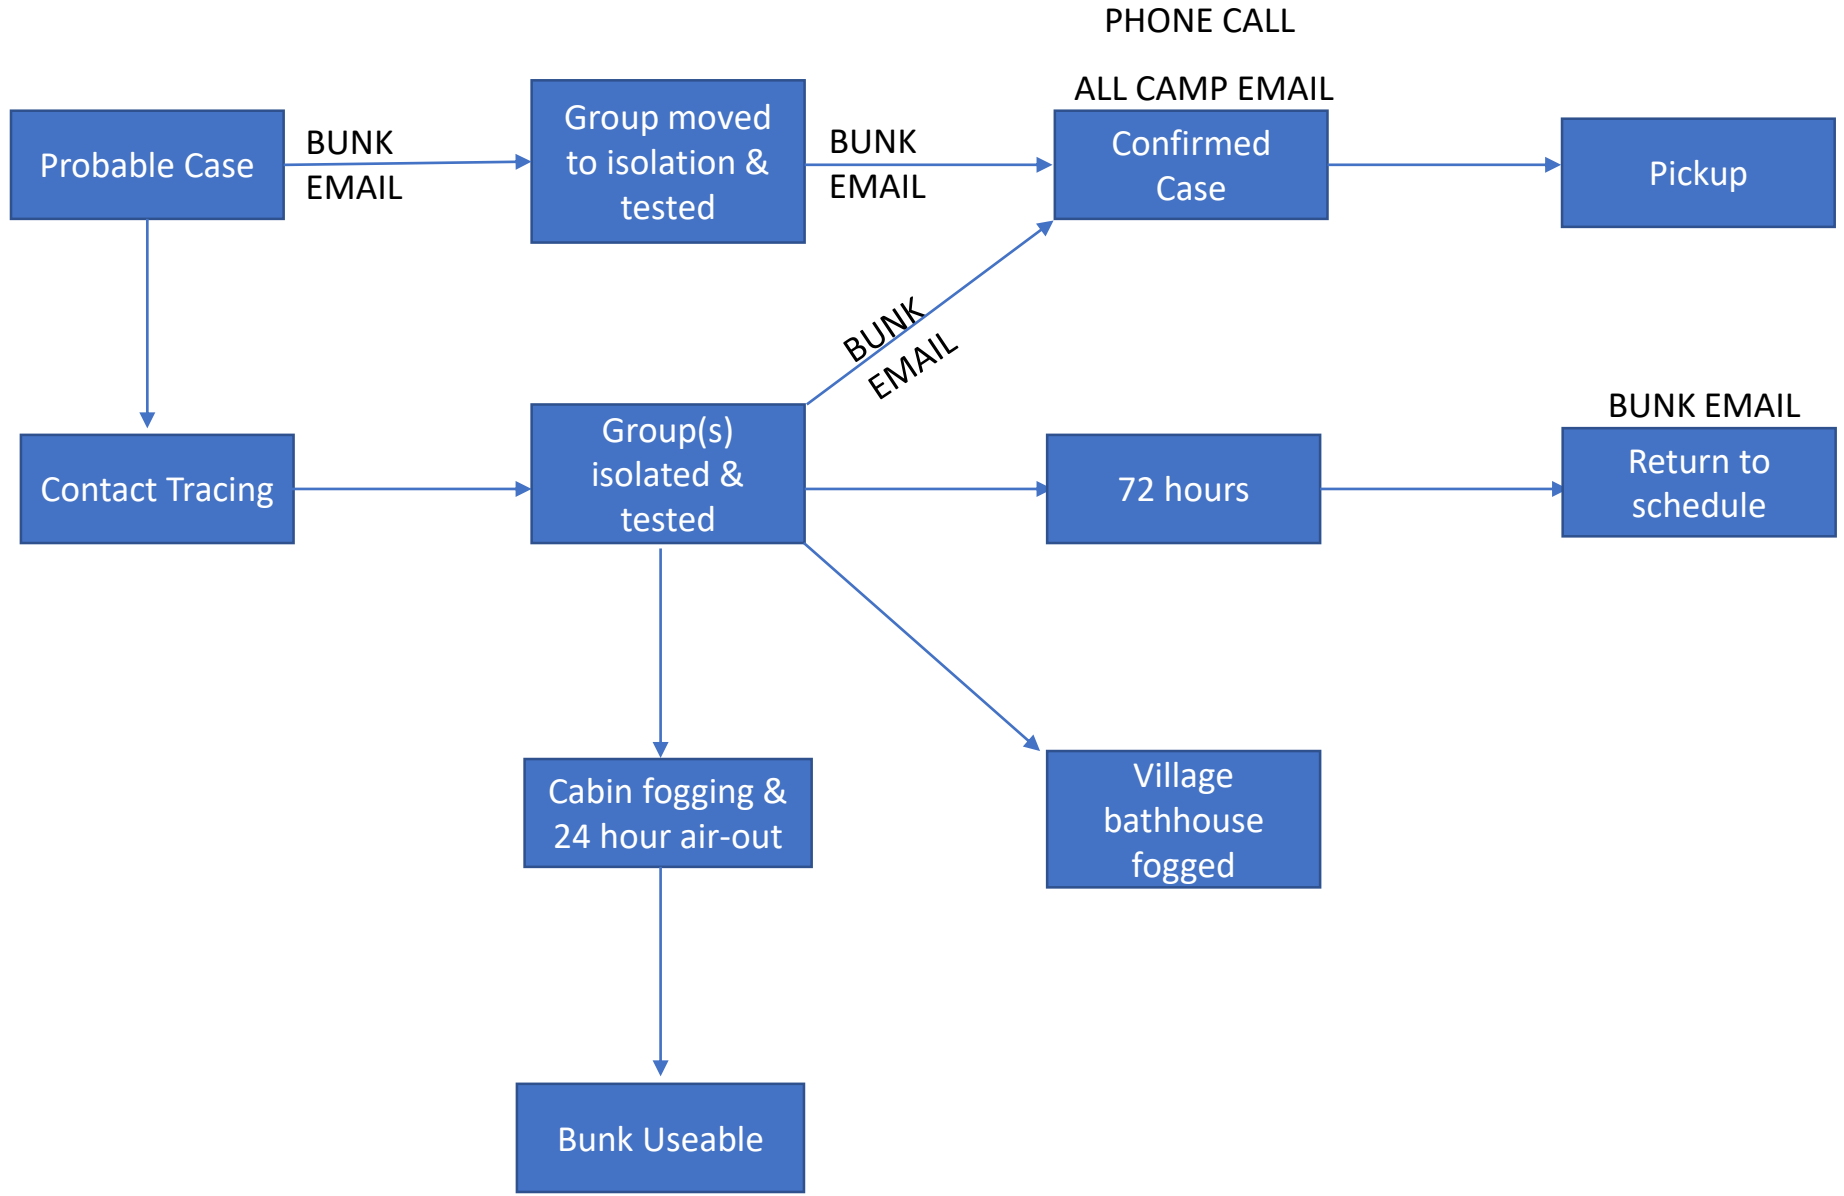 PHONE CALL
ALL CAMP EMAIL
Probable Case
BUNK
EMAIL
Group moved
to isolation &
tested
BUNK
EMAIL
Confirmed
Case
Pickup
BUNK
EMAIL
Contact Tracing
Group(s)
isolated &
tested
72 hours
BUNK EMAIL
Return to
schedule
Cabin fogging &
24 hour air-out
Village
bathhouse
fogged
Bunk Useable